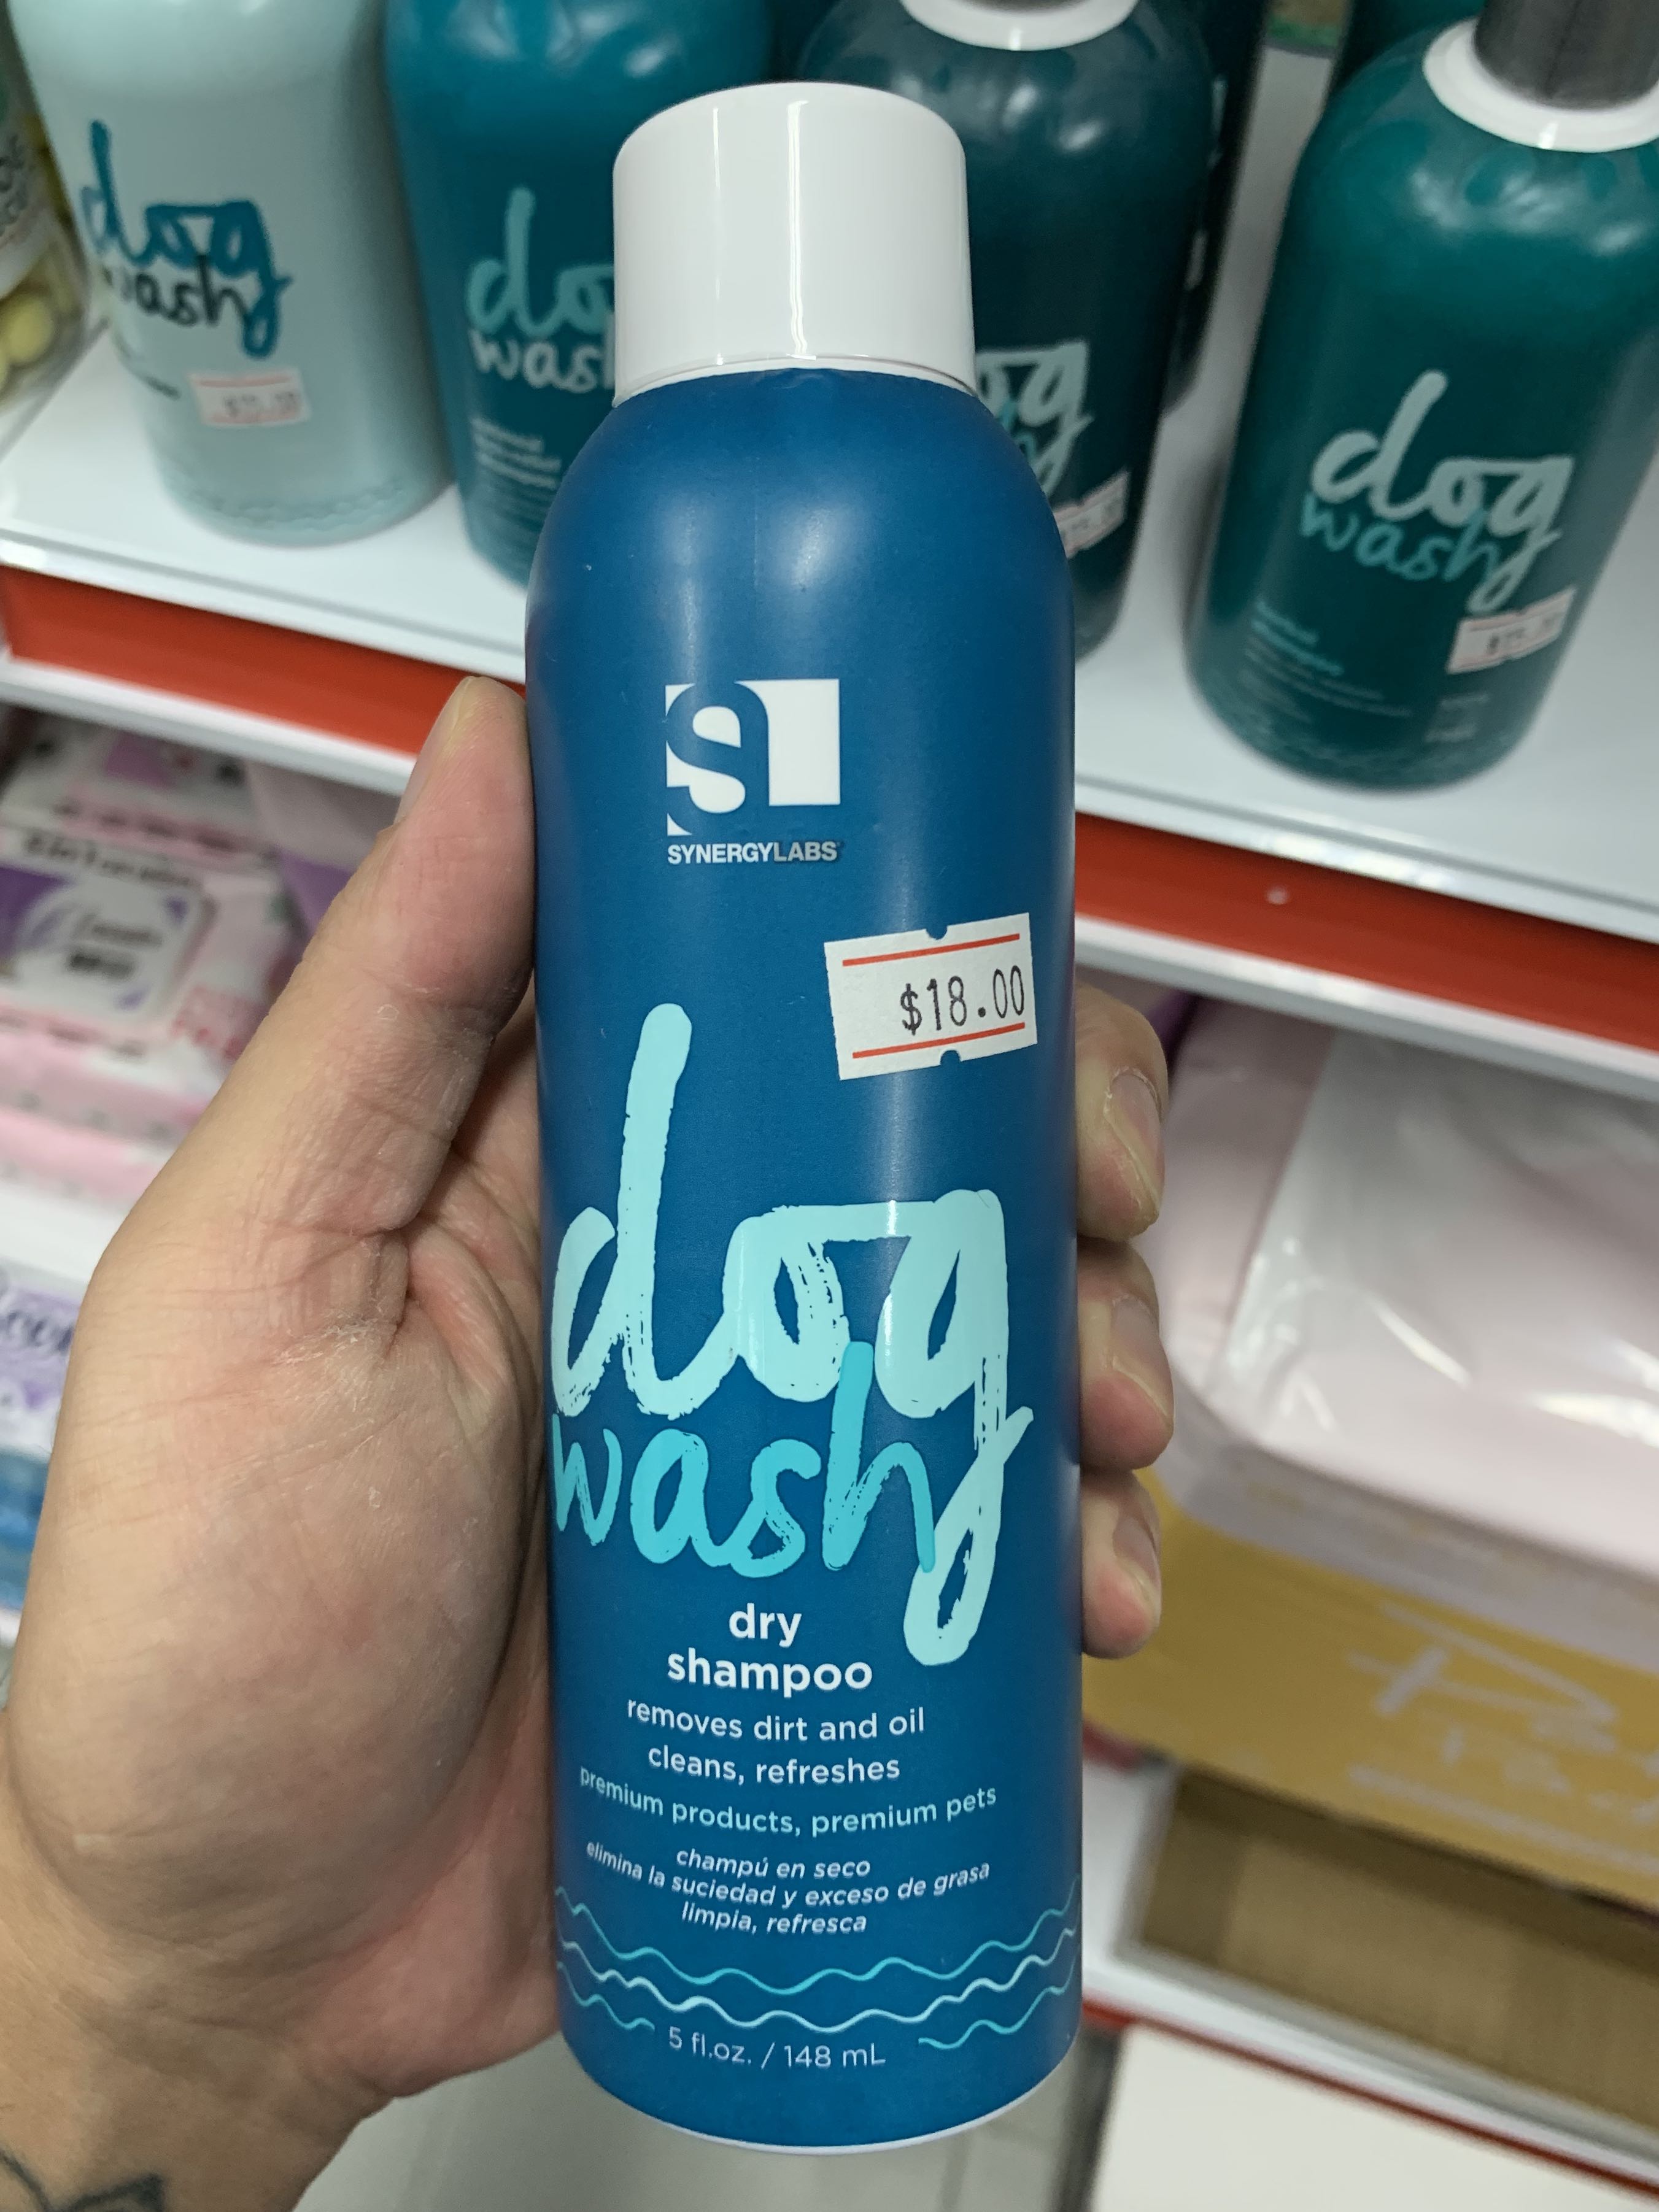 dog
wash
dog
wash
dog
wash
$18.00
SYNERGYLABS
dog
wash
dry
shampoo
removes dirt and oil
cleans, refreshes
premium products, premium pets
champú en seco
elimina la suciedad y exceso de grasa
limpia, refresca
5 fl.oz. / 148 mL